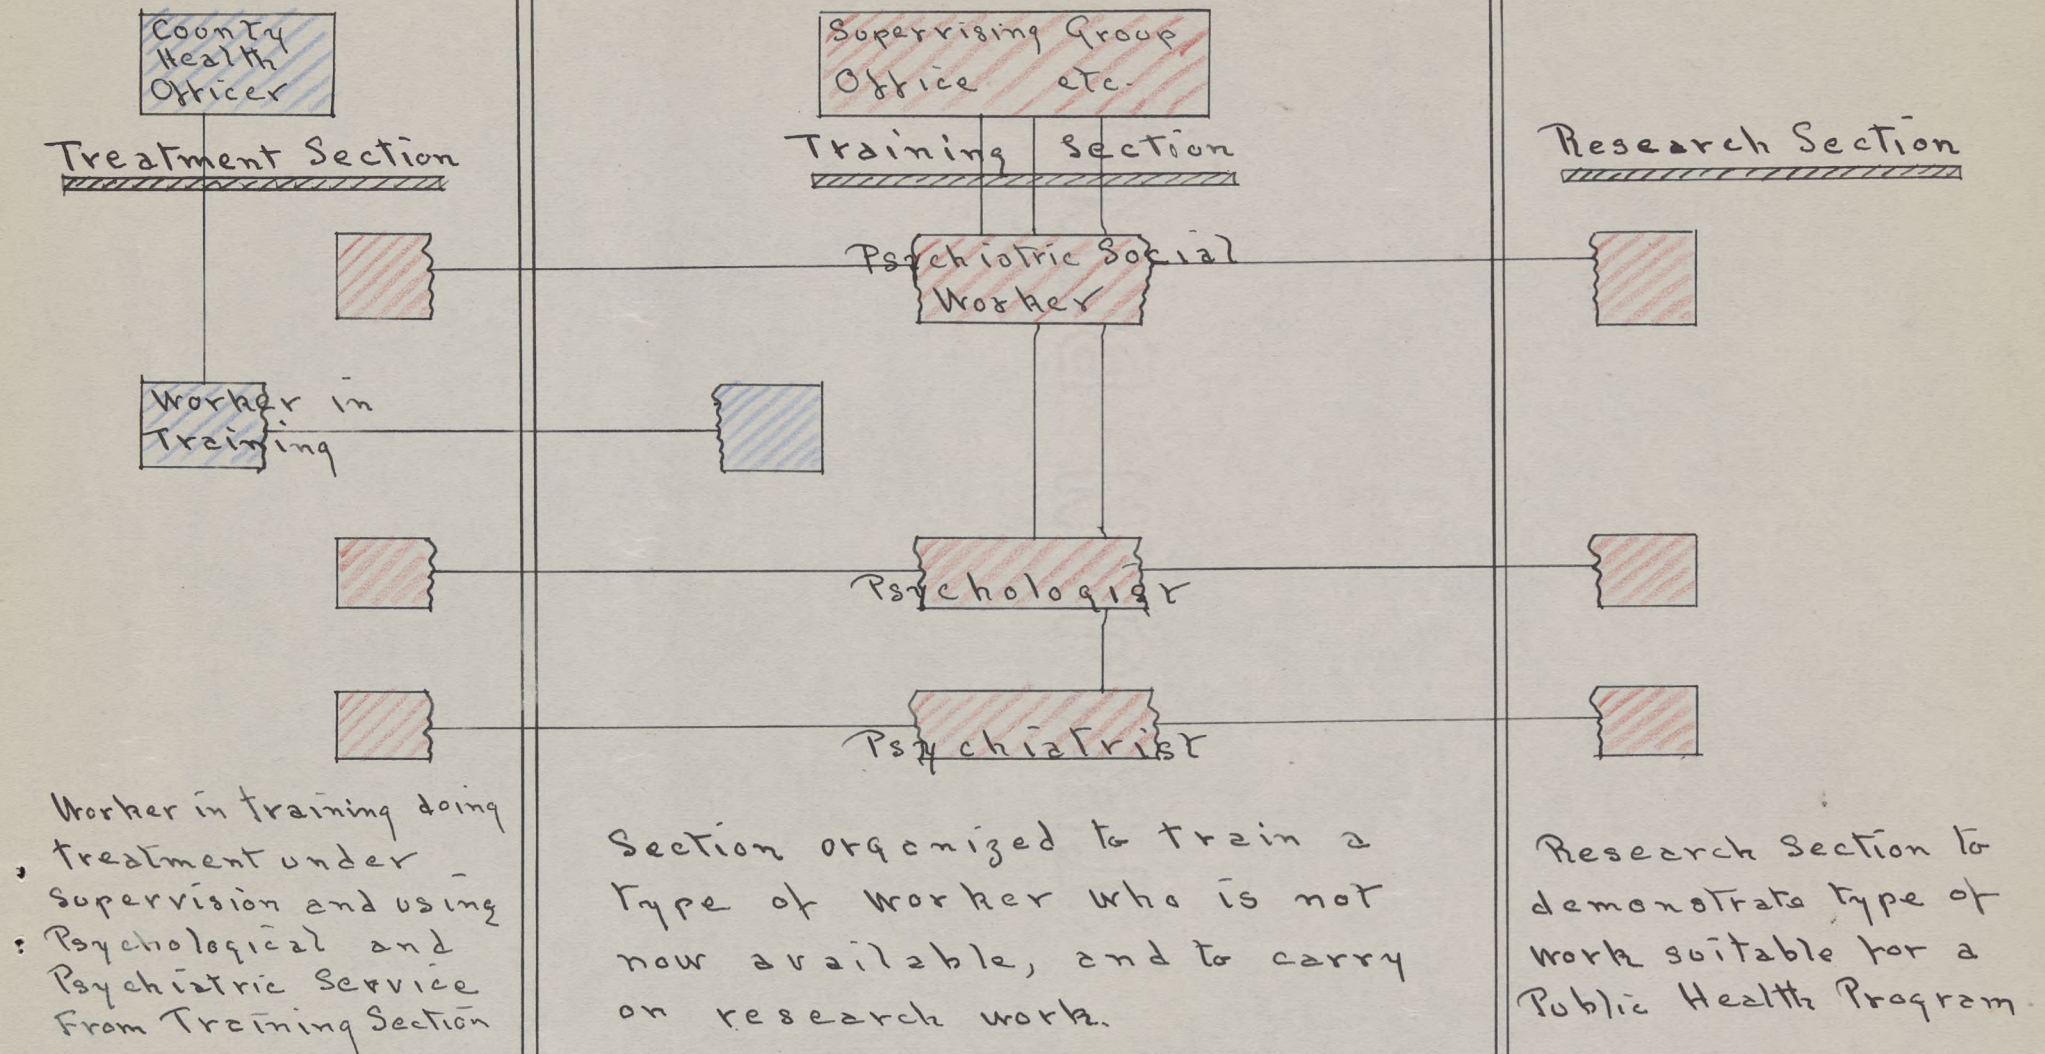 County
Health
Officer
Treatment Section
Worker in
Training
Worker in training doing
treatment under
supervision and using
Psychological and
Psychiatric Service
From Training Section
Supervising Group
Office etc.
Training Section
Psychiatric Social
Worker
Psychologist
Psychiatrist
Section organized to train a
type of worker who is not
now available, and to carry
on research work.
Research Section
Research Section to
demonstrate type of
work suitable for a
Public Health Program